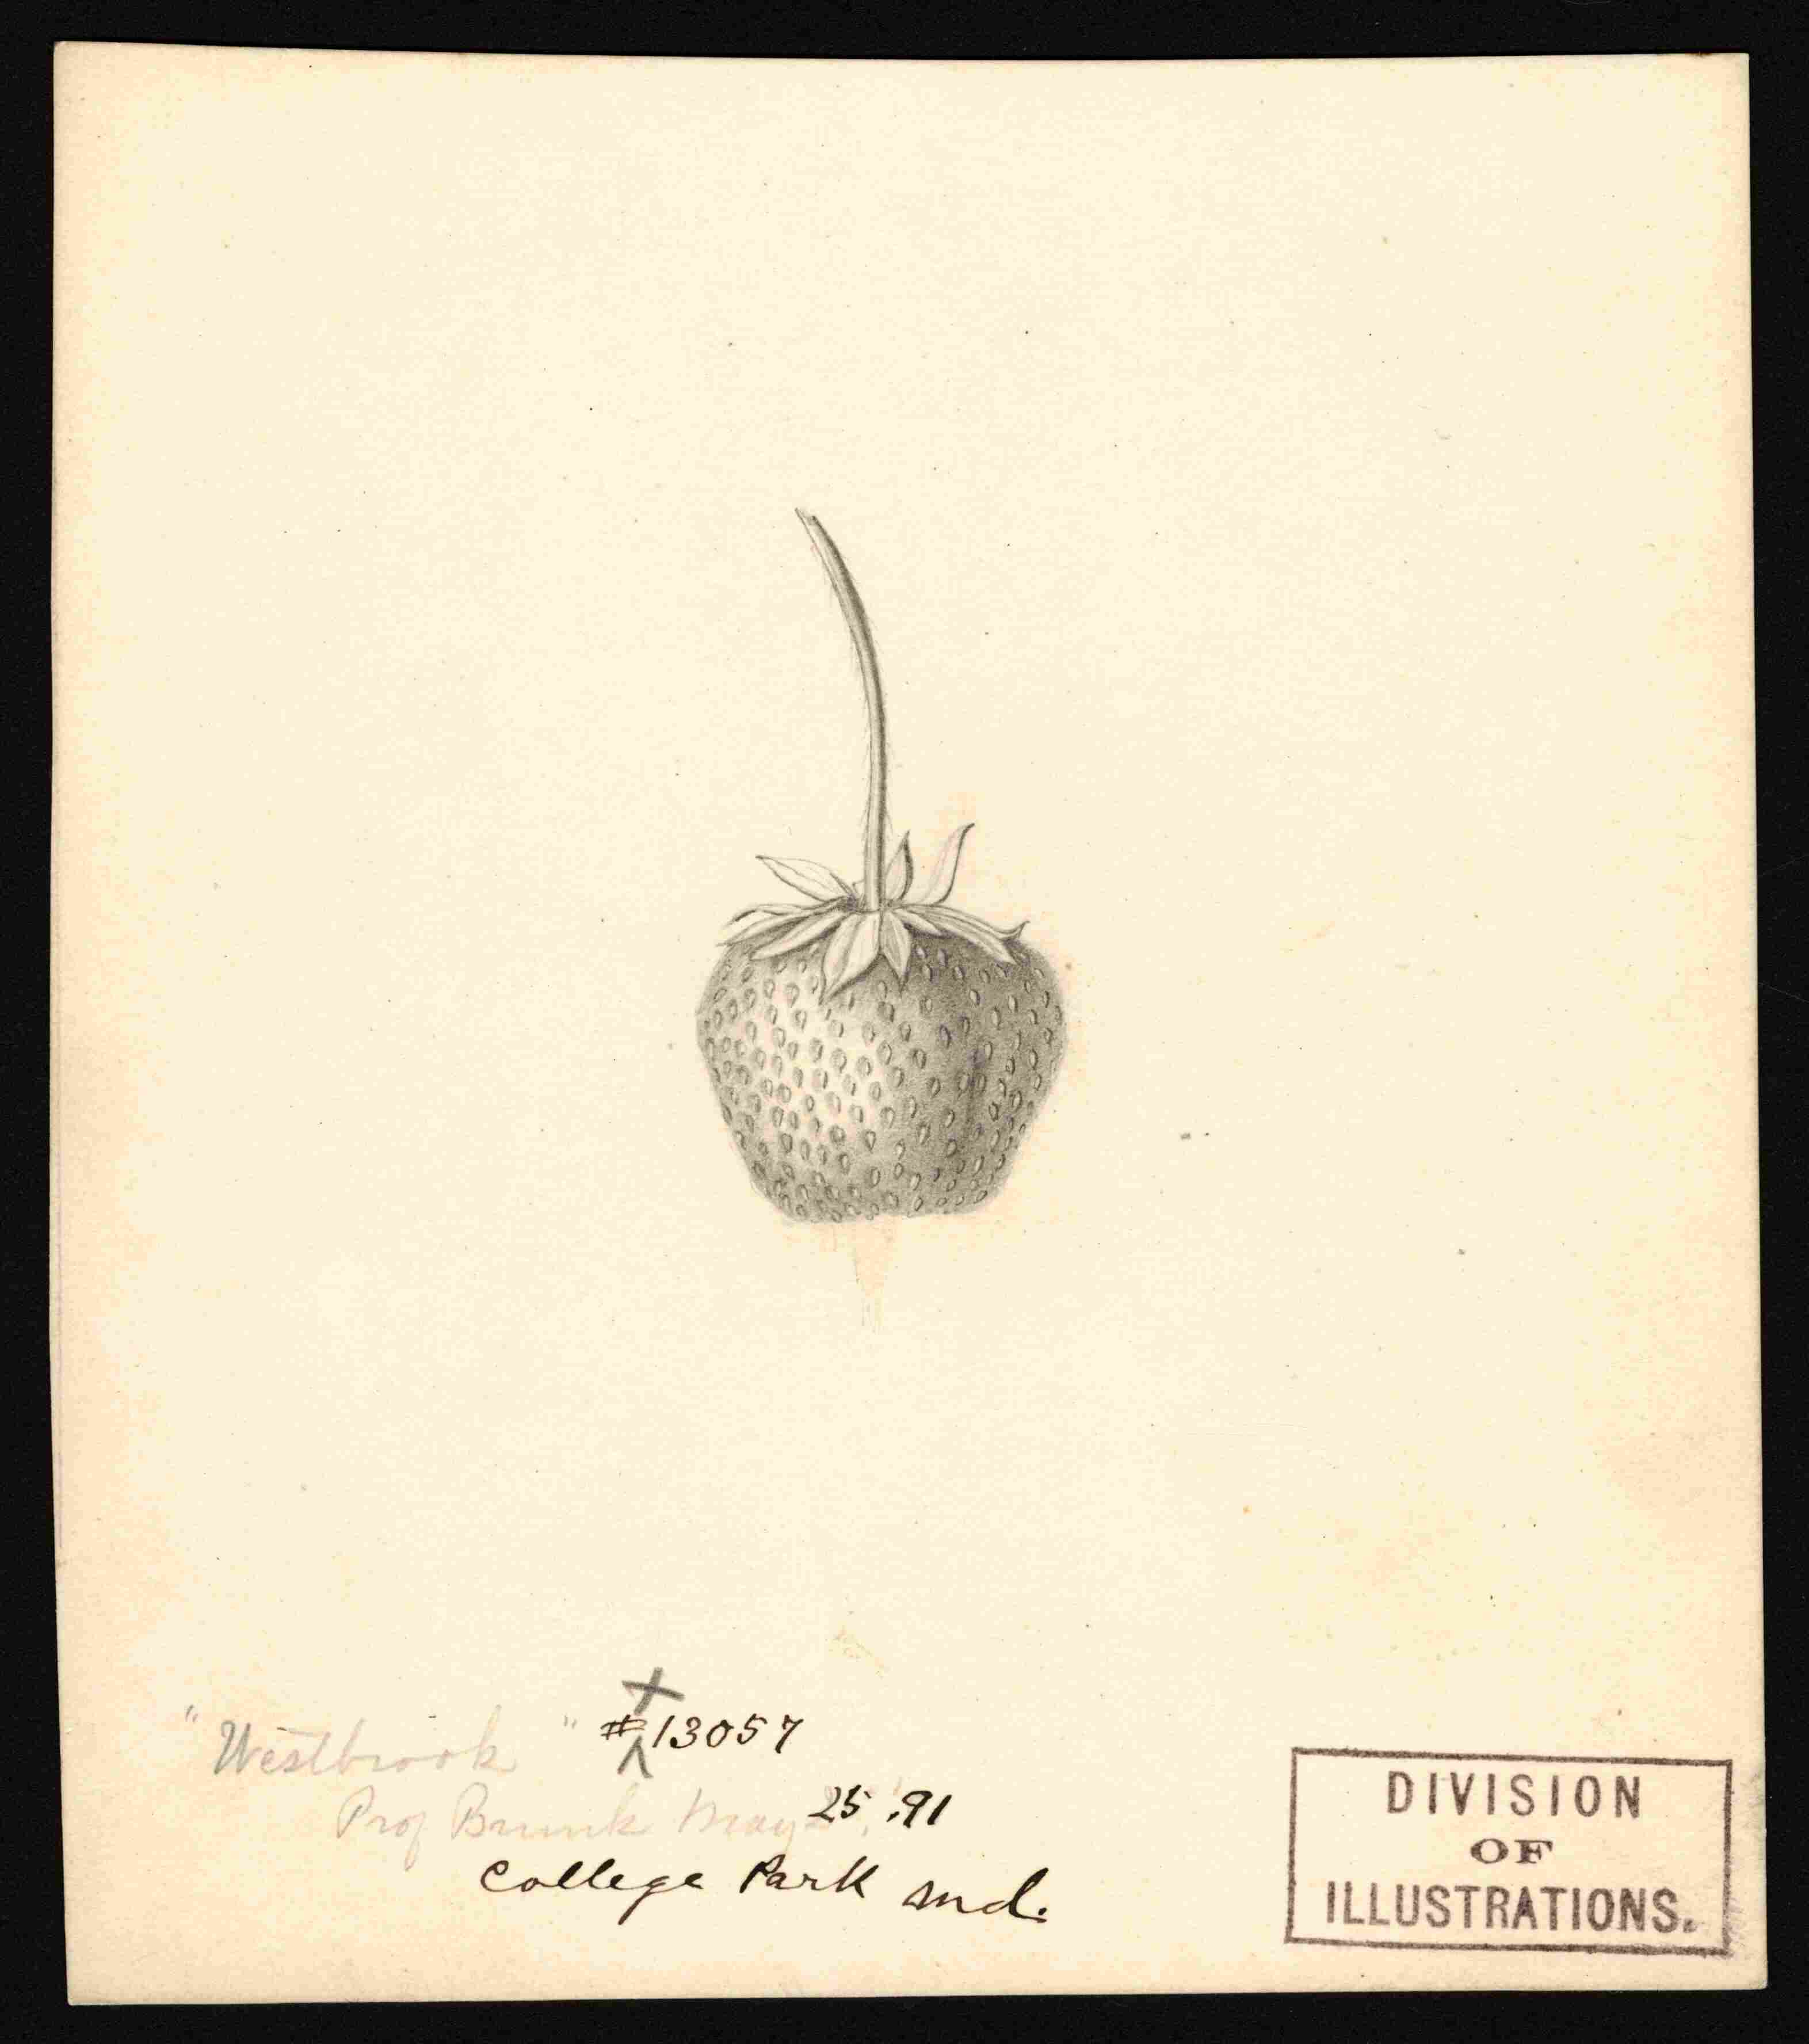 "Westbrook" # 13057
Prof Brunk May 25, '91
College Park Md.
DIVISION
OF
ILLUSTRATIONS.